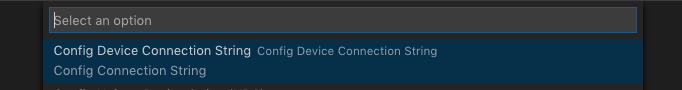 Select an option
Config Device Connection String Config Device Connection String
Config Connection String